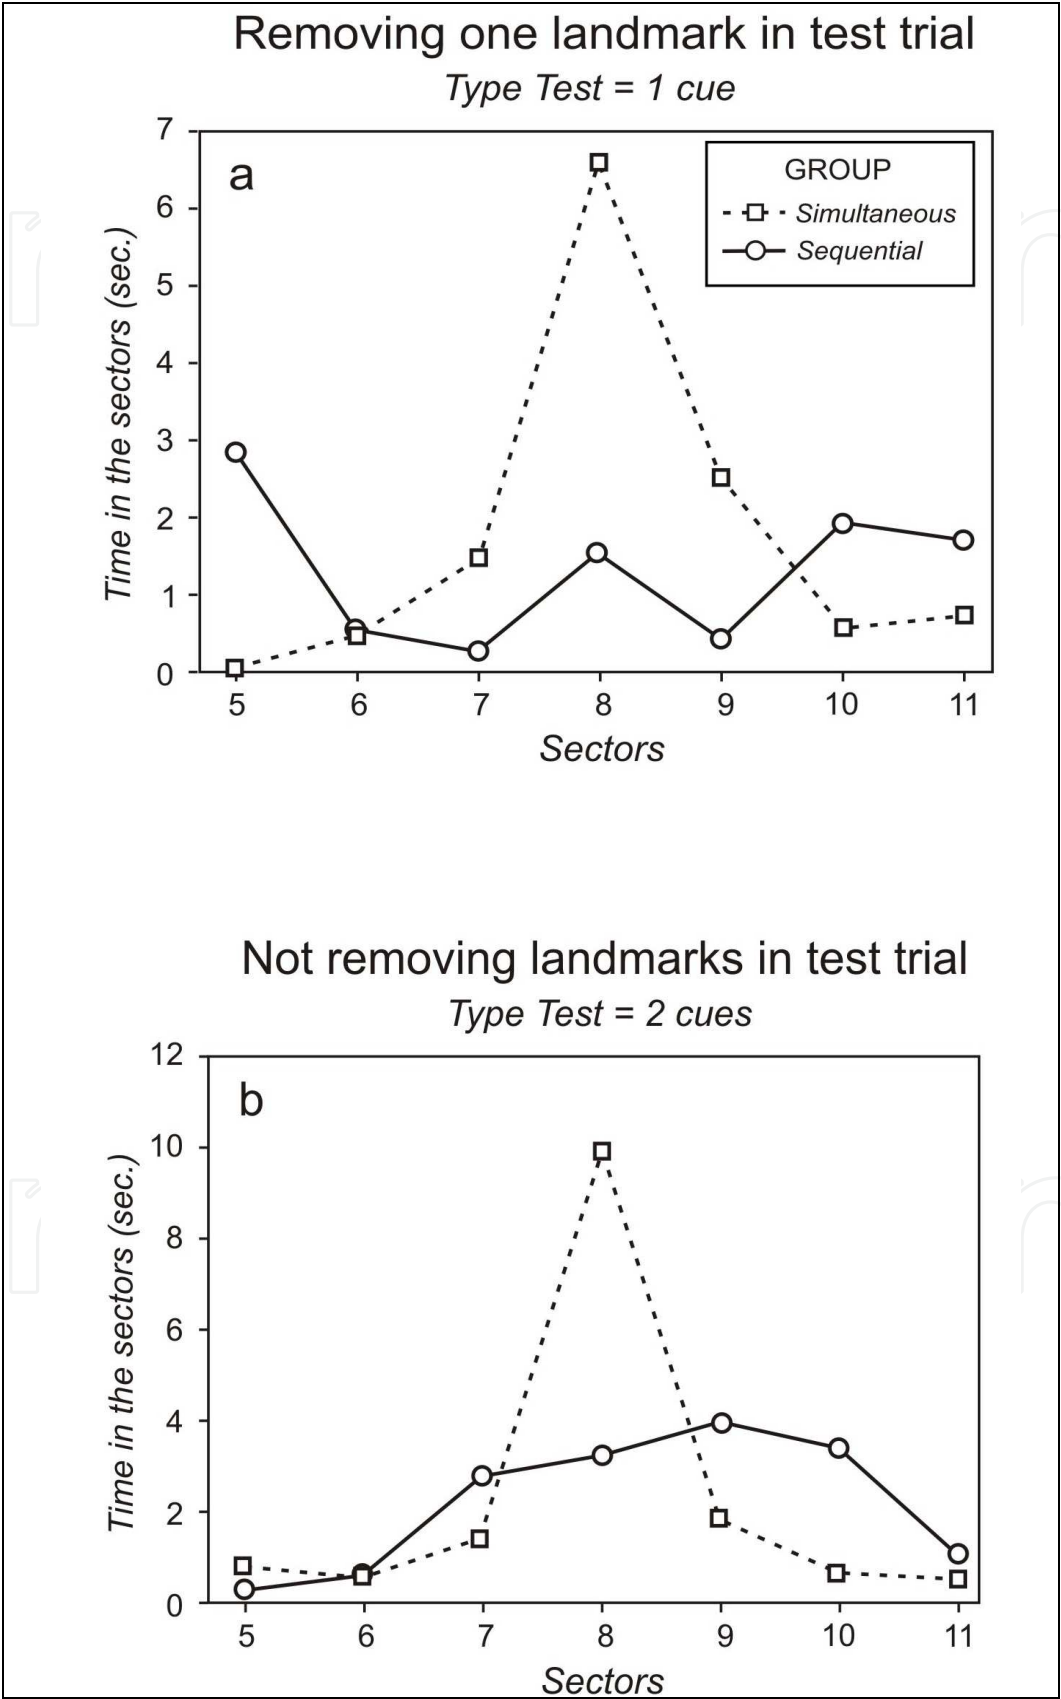 Removing one landmark in test trial
Type Test = 1 cue
a
GROUP
Simultaneous
Sequential
Time in the sectors (sec.)
7
6
5
4
3
2
1
0
5 6 7 8 9 10 11
Sectors
Not removing landmarks in test trial
Type Test = 2 cues
b
Time in the sectors (sec.)
12
10
8
6
4
2
0
5 6 7 8 9 10 11
Sectors